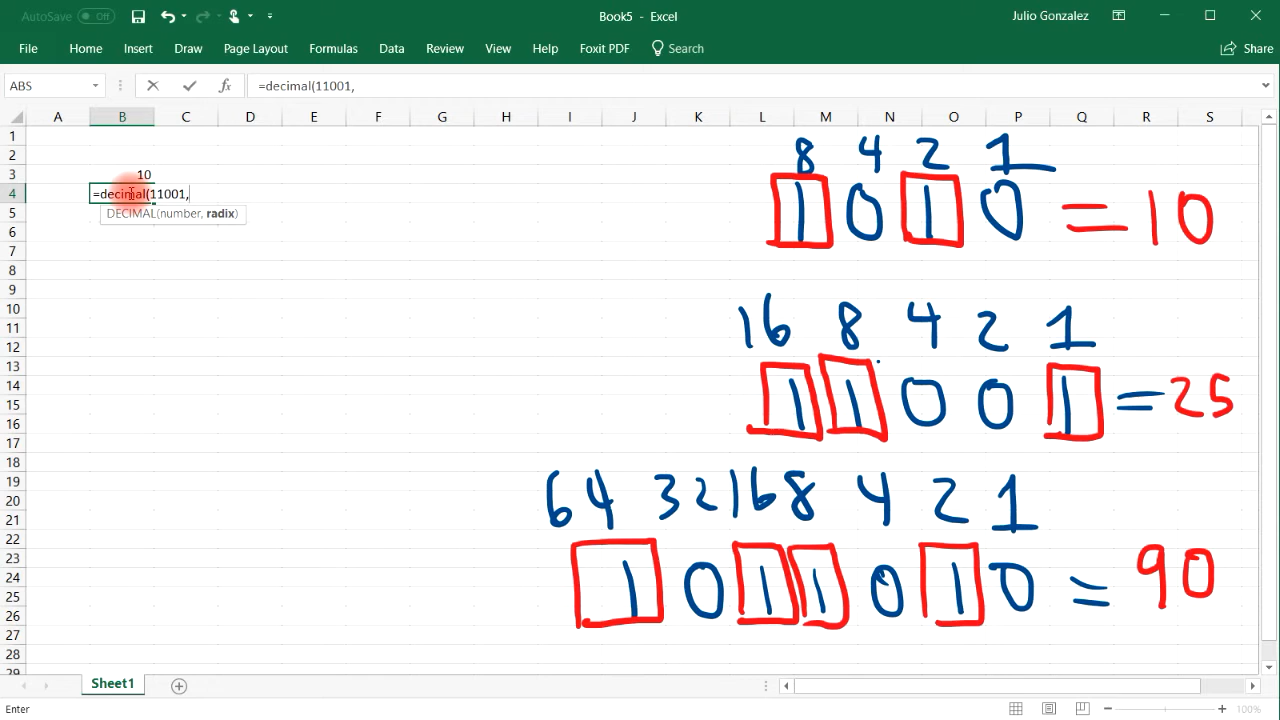 AutoSave Off
Book5 - Excel
Julio Gonzalez
File Home Insert Draw Page Layout Formulas Data Review View Help Foxit PDF Search Share
ABS fx =decimal(11001,
A B C D E F G H I J K L M N O P Q R S
1
2
3 10
4 =decimal(11001,
DECIMAL(number, radix)
5
6
7
8
9
10
11
12
13
14
15
16
17
18
19
20
21
22
23
24
25
26
27
28
29
8 4 2 1
1 0 1 0 = 10
16 8 4 2 1
1 1 0 0 1 = 25
64 32 16 8 4 2 1
1 0 1 1 0 1 0 = 90
Sheet1
Enter
100%